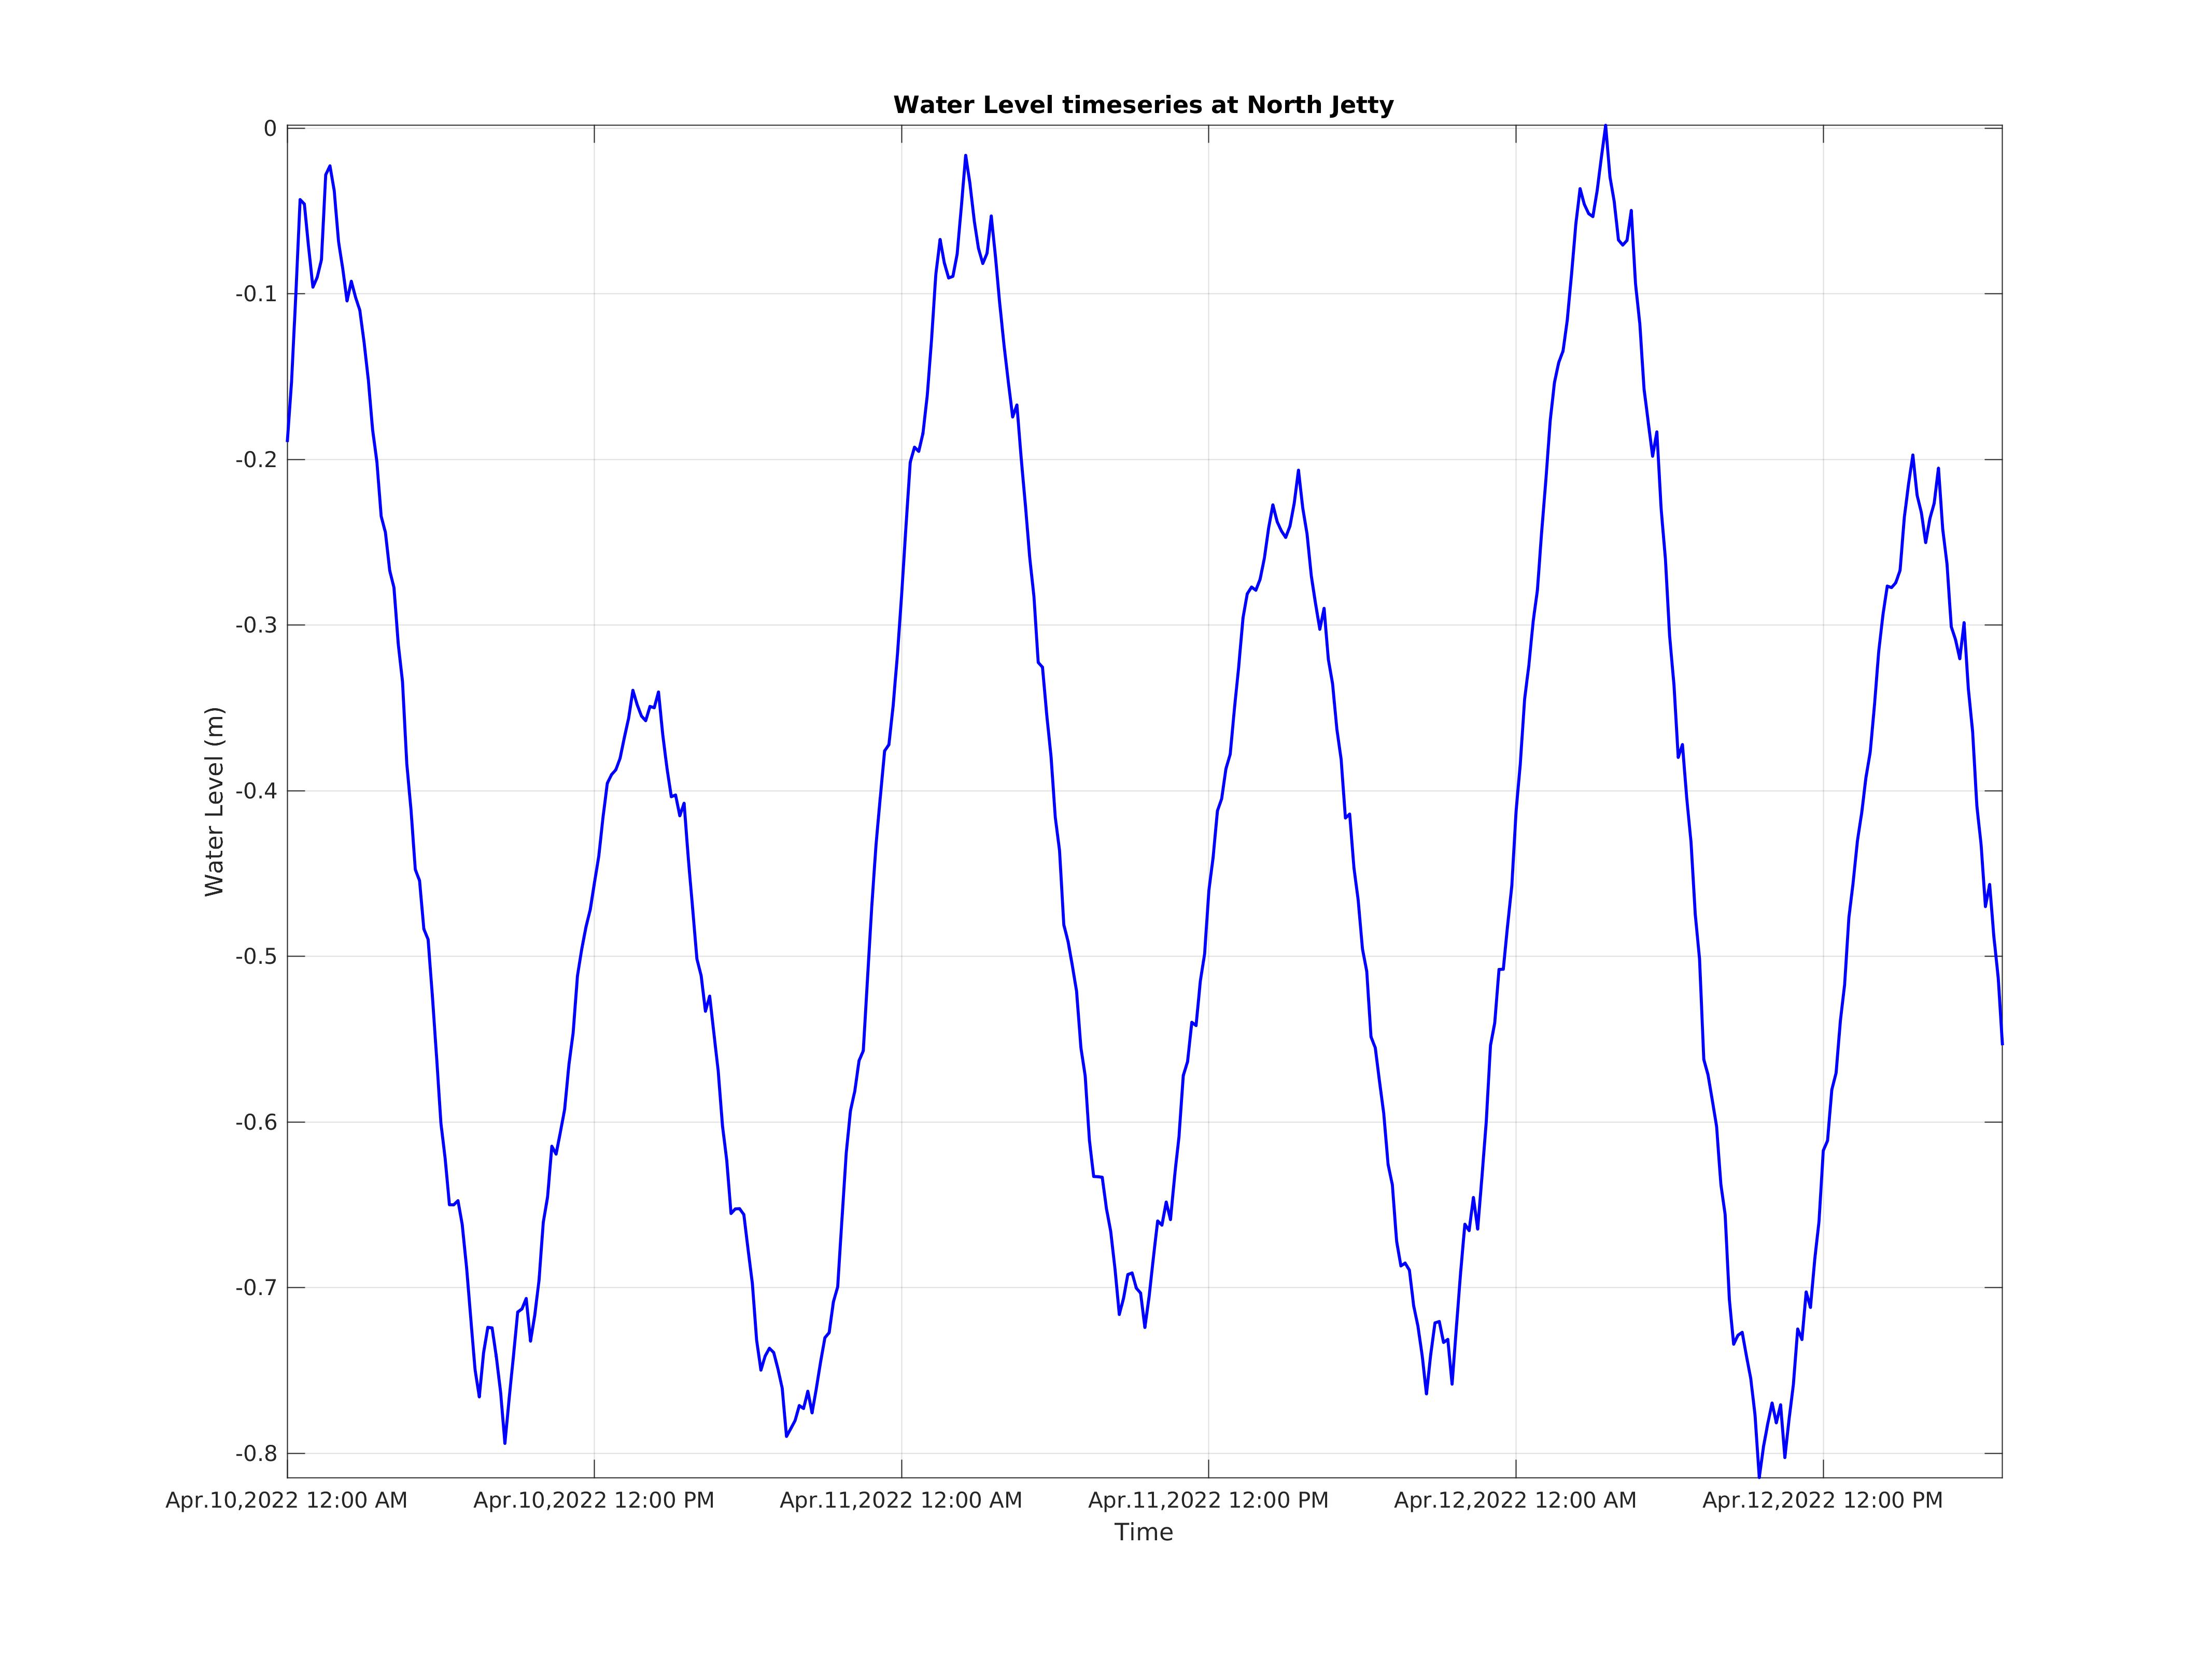 Water Level timeseries at North Jetty
0
-0.1
-0.2
-0.3
-0.4
-0.5
-0.6
-0.7
-0.8
Water Level (m)
Apr.10,2022 12:00 AM Apr.10,2022 12:00 PM Apr.11,2022 12:00 AM Apr.11,2022 12:00 PM Apr.12,2022 12:00 AM Apr.12,2022 12:00 PM
Time